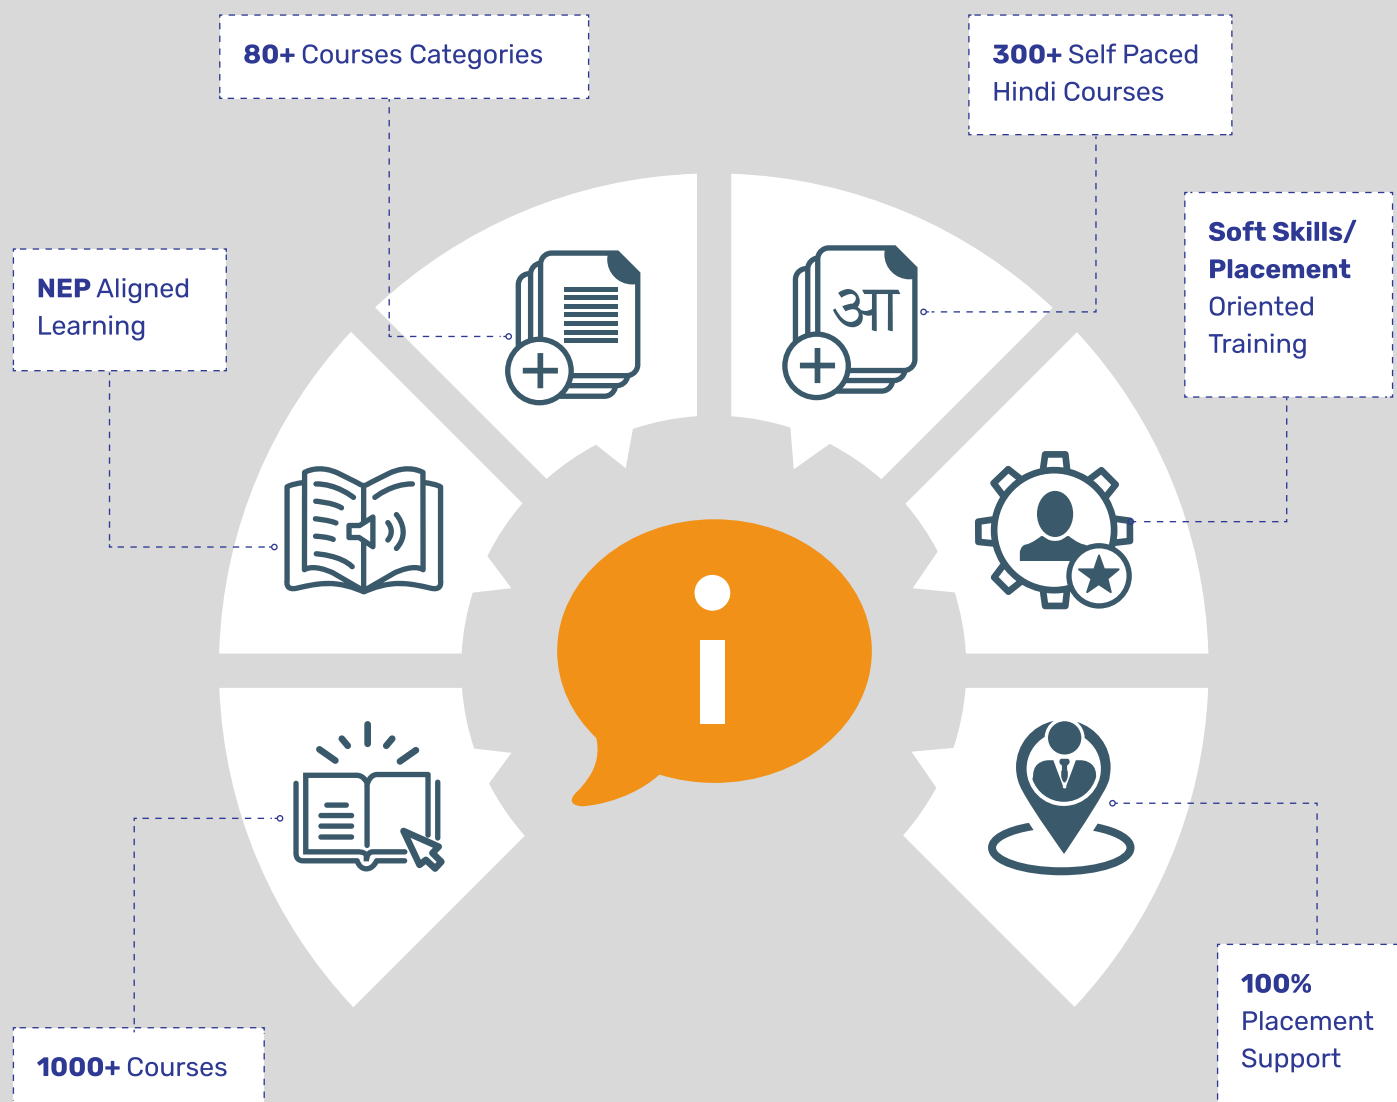 80+ Courses Categories
300+ Self Paced
Hindi Courses
Soft Skills/
Placement
Oriented
Training
NEP Aligned
Learning
आ
i
1000+ Courses
100%
Placement
Support